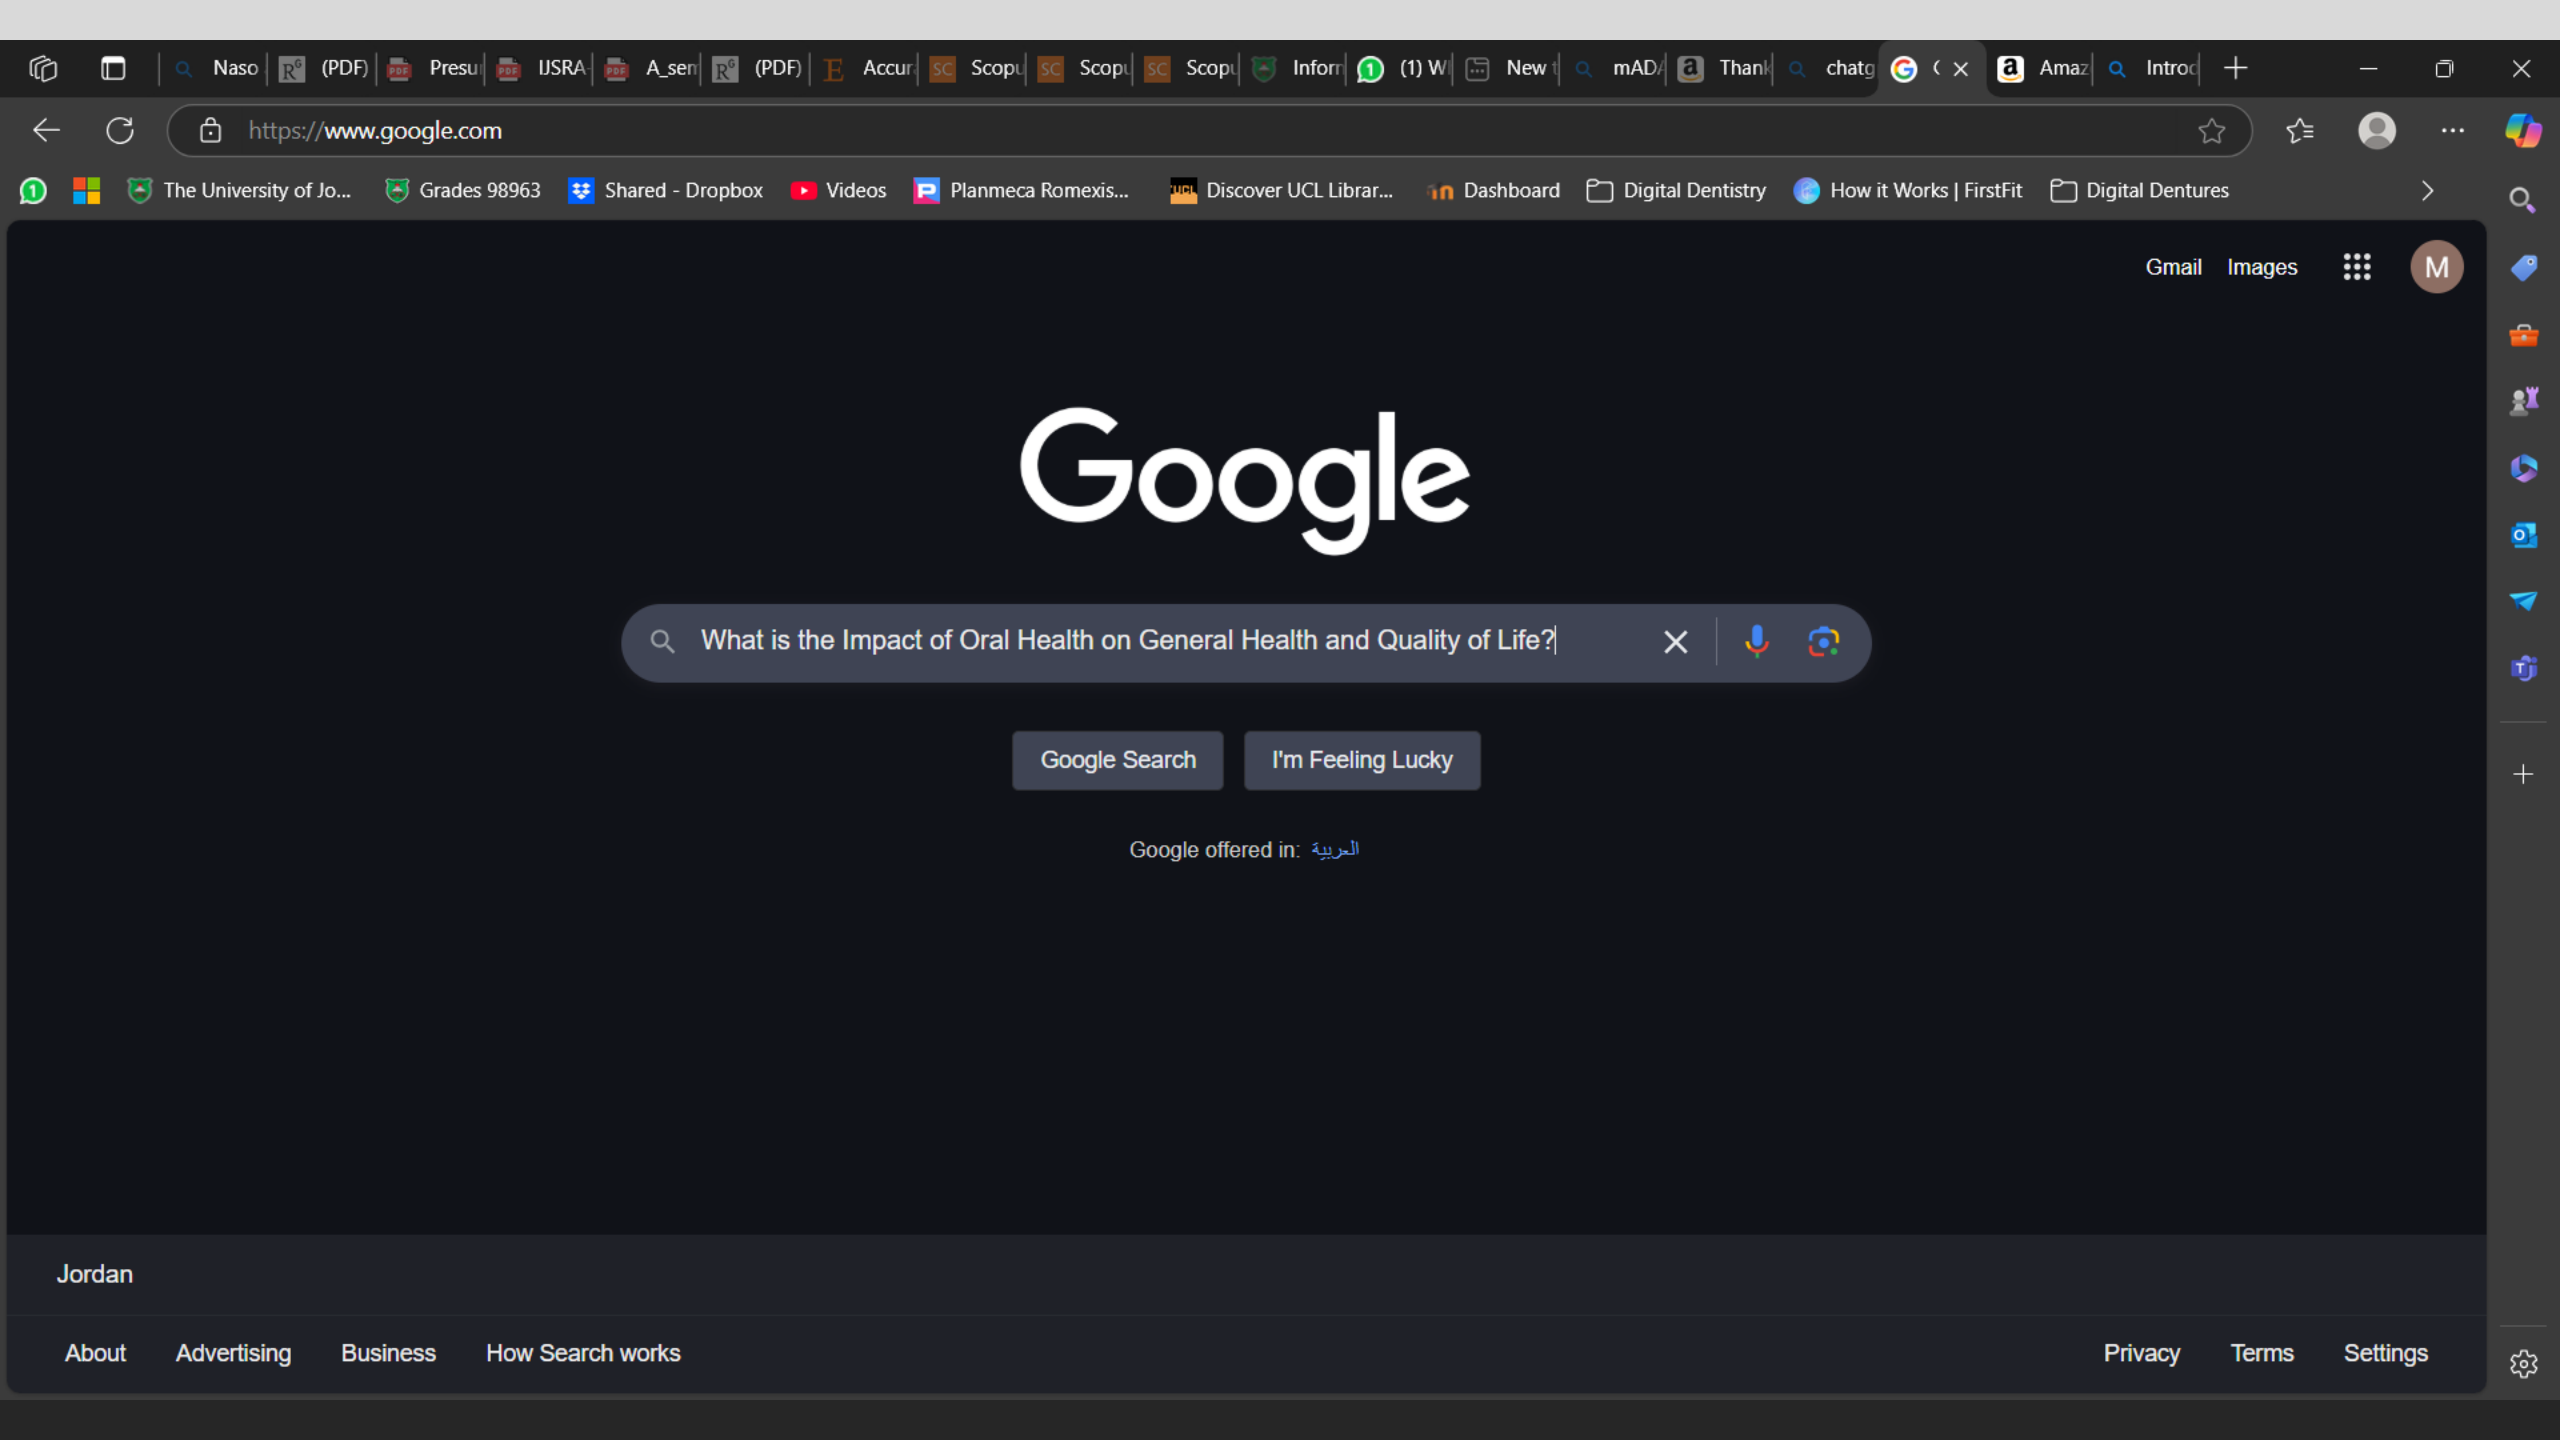 Naso (PDF) Presu IJSRA- A_sem (PDF) Accur Scopu Scopu Scopu Inform (1) W New t mADA Thank chatg Amaz Introd
https://www.google.com
The University of Jo... Grades 98963 Shared - Dropbox Videos Planmeca Romexis... Discover UCL Librar... Dashboard Digital Dentistry How it Works | FirstFit Digital Dentures
Gmail Images M
Google
What is the Impact of Oral Health on General Health and Quality of Life?
Google Search I'm Feeling Lucky
Google offered in: العربية
Jordan
About Advertising Business How Search works Privacy Terms Settings